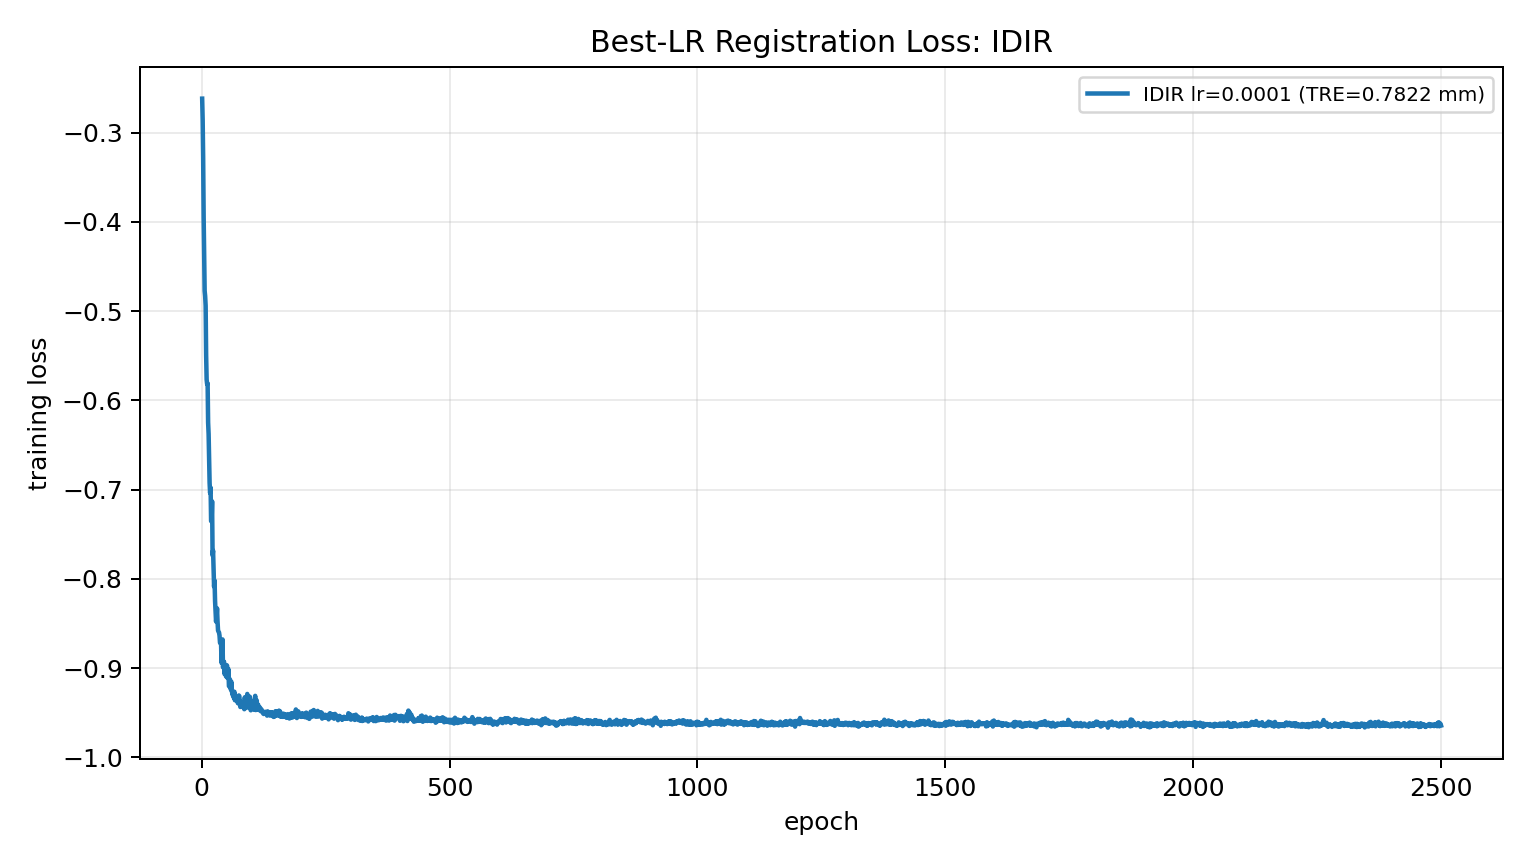 Best-LR Registration Loss: IDIR
IDIR lr=0.0001 (TRE=0.7822 mm)
training loss
−0.3
−0.4
−0.5
−0.6
−0.7
−0.8
−0.9
−1.0
0 500 1000 1500 2000 2500
epoch